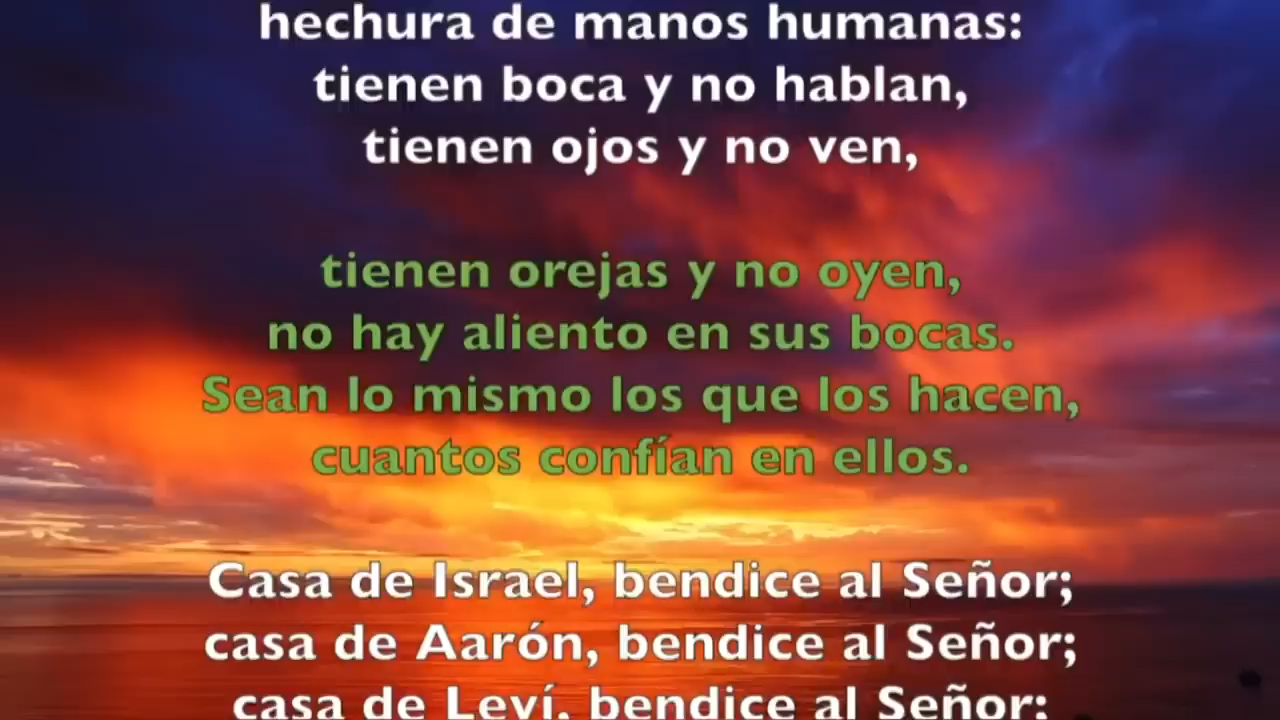 hechura de manos humanas:
tienen boca y no hablan,
tienen ojos y no ven,
tienen orejas y no oyen,
no hay aliento en sus bocas.
Sean lo mismo los que los hacen,
cuantos confían en ellos.
Casa de Israel, bendice al Señor;
casa de Aarón, bendice al Señor;
casa de Leví, bendice al Señor;